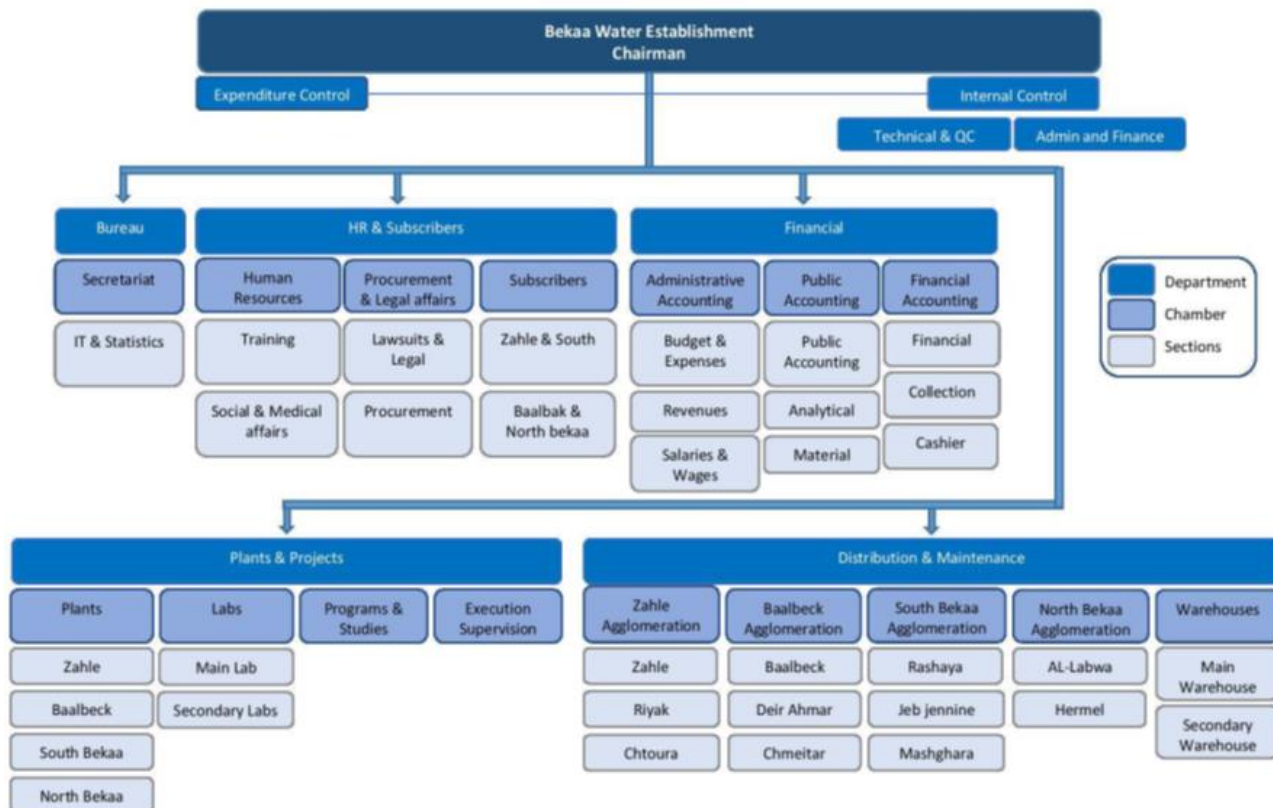 Bekaa Water Establishment
Chairman
Expenditure Control
Internal Control
Technical & QC
Admin and Finance
Bureau
HR & Subscribers
Financial
Secretariat
Human
Resources
Procurement
& Legal affairs
Subscribers
Administrative
Accounting
Public
Accounting
Financial
Accounting
IT & Statistics
Training
Lawsuits &
Legal
Zahle & South
Budget &
Expenses
Public
Accounting
Financial
Social & Medical
affairs
Procurement
Baalbak &
North bekaa
Revenues
Analytical
Collection
Salaries &
Wages
Material
Cashier
Department
Chamber
Sections
Plants & Projects
Plants
Labs
Programs &
Studies
Execution
Supervision
Zahle
Main Lab
Baalbeck
Secondary Labs
South Bekaa
North Bekaa
Distribution & Maintenance
Zahle
Agglomeration
Baalbeck
Agglomeration
South Bekaa
Agglomeration
North Bekaa
Agglomeration
Warehouses
Zahle
Baalbeck
Rashaya
AL-Labwa
Main
Warehouse
Riyak
Deir Ahmar
Jeb jennine
Hermel
Secondary
Warehouse
Chtoura
Chmeitar
Mashghara